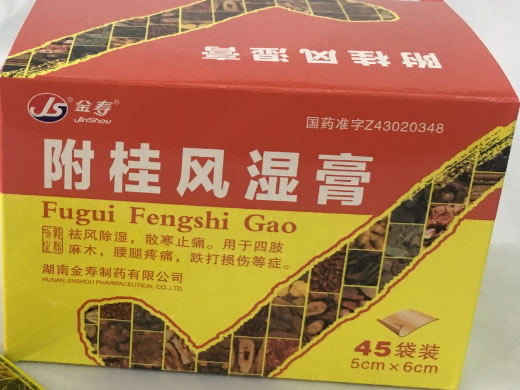 附桂风湿膏
JS 金寿®
JinShou
国药准字Z43020348
附桂风湿膏
Fugui Fengshi Gao
祛风除湿，散寒止痛。用于四肢
麻木，腰腿疼痛，跌打损伤等症。
湖南金寿制药有限公司
HUNAN JINSHOU PHARMACEUTICAL CO.,LTD.
45袋装
5cm×6cm